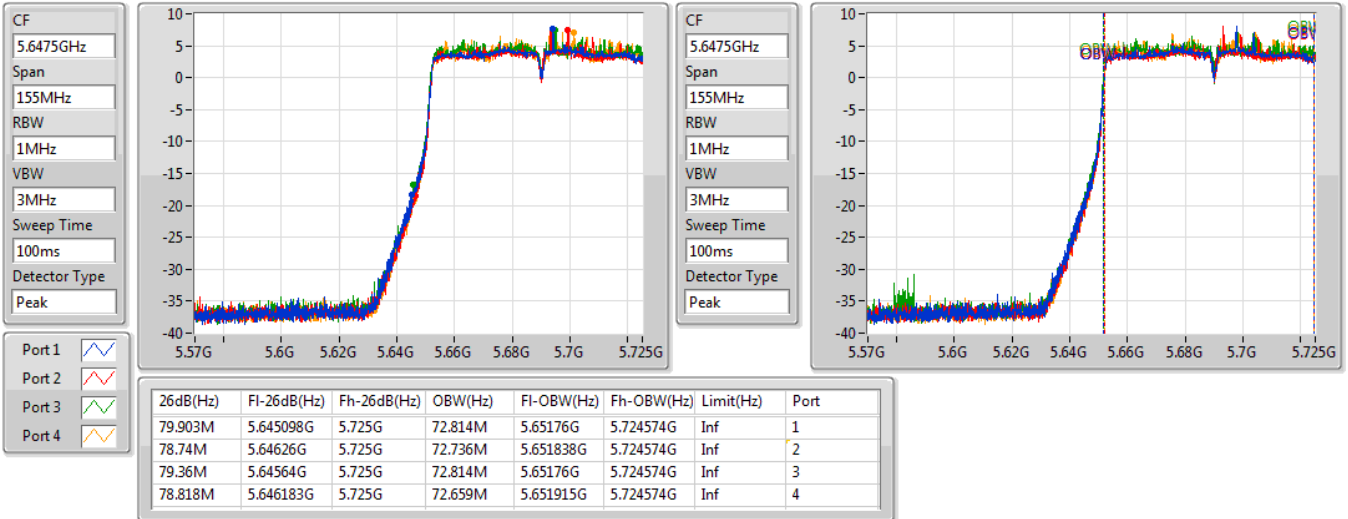 CF
5.6475GHz
Span
155MHz
RBW
1MHz
VBW
3MHz
Sweep Time
100ms
Detector Type
Peak
10
5
0
-5
-10
-15
-20
-25
-30
-35
-40
5.57G 5.6G 5.62G 5.64G 5.66G 5.68G 5.7G 5.725G
CF
5.6475GHz
Span
155MHz
RBW
1MHz
VBW
3MHz
Sweep Time
100ms
Detector Type
Peak
10
5
0
-5
-10
-15
-20
-25
-30
-35
-40
OBW
OBW
5.57G 5.6G 5.62G 5.64G 5.66G 5.68G 5.7G 5.725G
Port 1
Port 2
Port 3
Port 4
26dB(Hz) Fl-26dB(Hz) Fh-26dB(Hz) OBW(Hz) Fl-OBW(Hz) Fh-OBW(Hz) Limit(Hz) Port
79.903M 5.645098G 5.725G 72.814M 5.65176G 5.724574G Inf 1
78.74M 5.64626G 5.725G 72.736M 5.651838G 5.724574G Inf 2
79.36M 5.64564G 5.725G 72.814M 5.65176G 5.724574G Inf 3
78.818M 5.646183G 5.725G 72.659M 5.651915G 5.724574G Inf 4